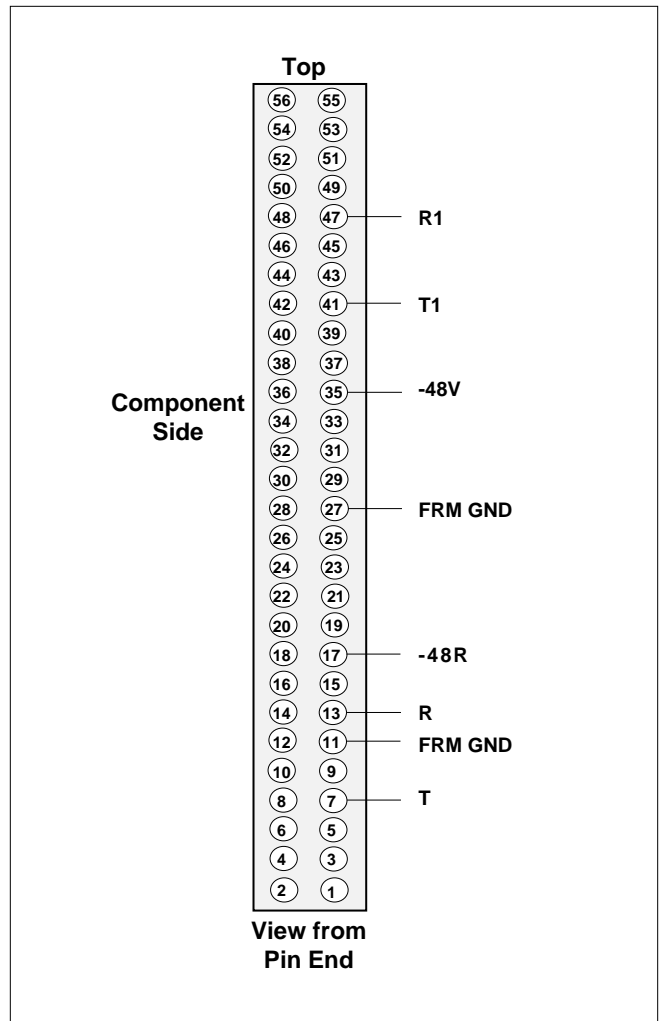 Top
56 55
54 53
52 51
50 49
48 47 R1
46 45
44 43
42 41 T1
40 39
38 37
36 35 -48V
Component
Side
34 33
32 31
30 29
28 27 FRM GND
26 25
24 23
22 21
20 19
18 17 -48R
16 15
14 13 R
12 11 FRM GND
10 9
8 7 T
6 5
4 3
2 1
View from
Pin End